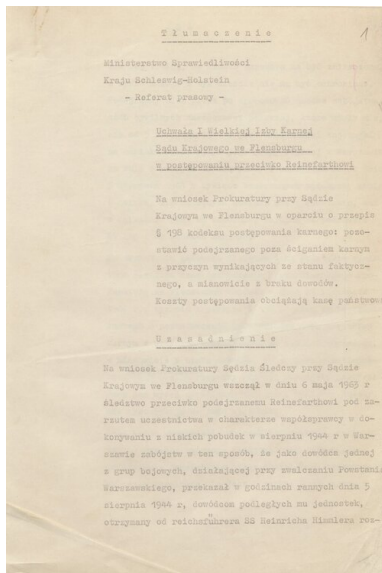 T ł u m a c z e n i e
1
Ministerstwo Sprawiedliwości
Kraju Schleswig-Holstein
- Referat prasowy -
Uchwała I Wielkiej Izby Karnej
Sądu Krajowego we Flensburgu
w postępowaniu przeciwko Reinefarthowi
Na wniosek Prokuratury przy Sądzie
Krajowym we Flensburgu w oparciu o przepis
§ 198 kodeksu postępowania karnego: pozo-
stawić podejrzanego poza ściganiem karnym
z przyczyn wynikających ze stanu faktycz-
nego, a mianowicie z braku dowodów.
Koszty postępowania obciążają kasę państwową
U z a s a d n i e n i e
Na wniosek Prokuratury Sędzia Śledczy przy Sądzie
Krajowym we Flensburgu wszczął w dniu 6 maja 1963 r
śledztwo przeciwko podejrzanemu Reinefarthowi pod za-
rzutem uczestnictwa w charakterze współsprawcy w do-
konywaniu z niskich pobudek w sierpniu 1944 r w War-
szawie zabójstw w ten sposób, że jako dowódca jednej
z grup bojowych, działającej przy zwalczaniu Powstania
Warszawskiego, przekazał w godzinach rannych dnia 5
sierpnia 1944 r, dowódcom podległych mu jednostek,
otrzymany od reichsführera SS Heinricha Himmlera roz-